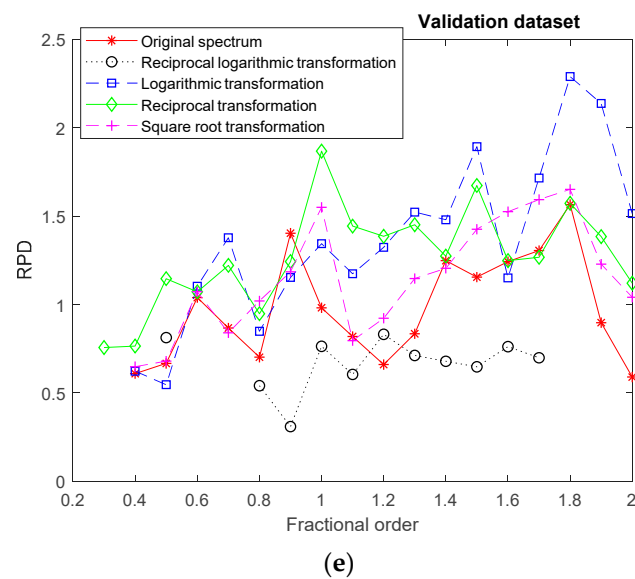 Validation dataset
2.5
2
1.5
1
0.5
0
RPD
Original spectrum
Reciprocal logarithmic transformation
Logarithmic transformation
Reciprocal transformation
Square root transformation
0.2 0.4 0.6 0.8 1 1.2 1.4 1.6 1.8 2
Fractional order
(e)